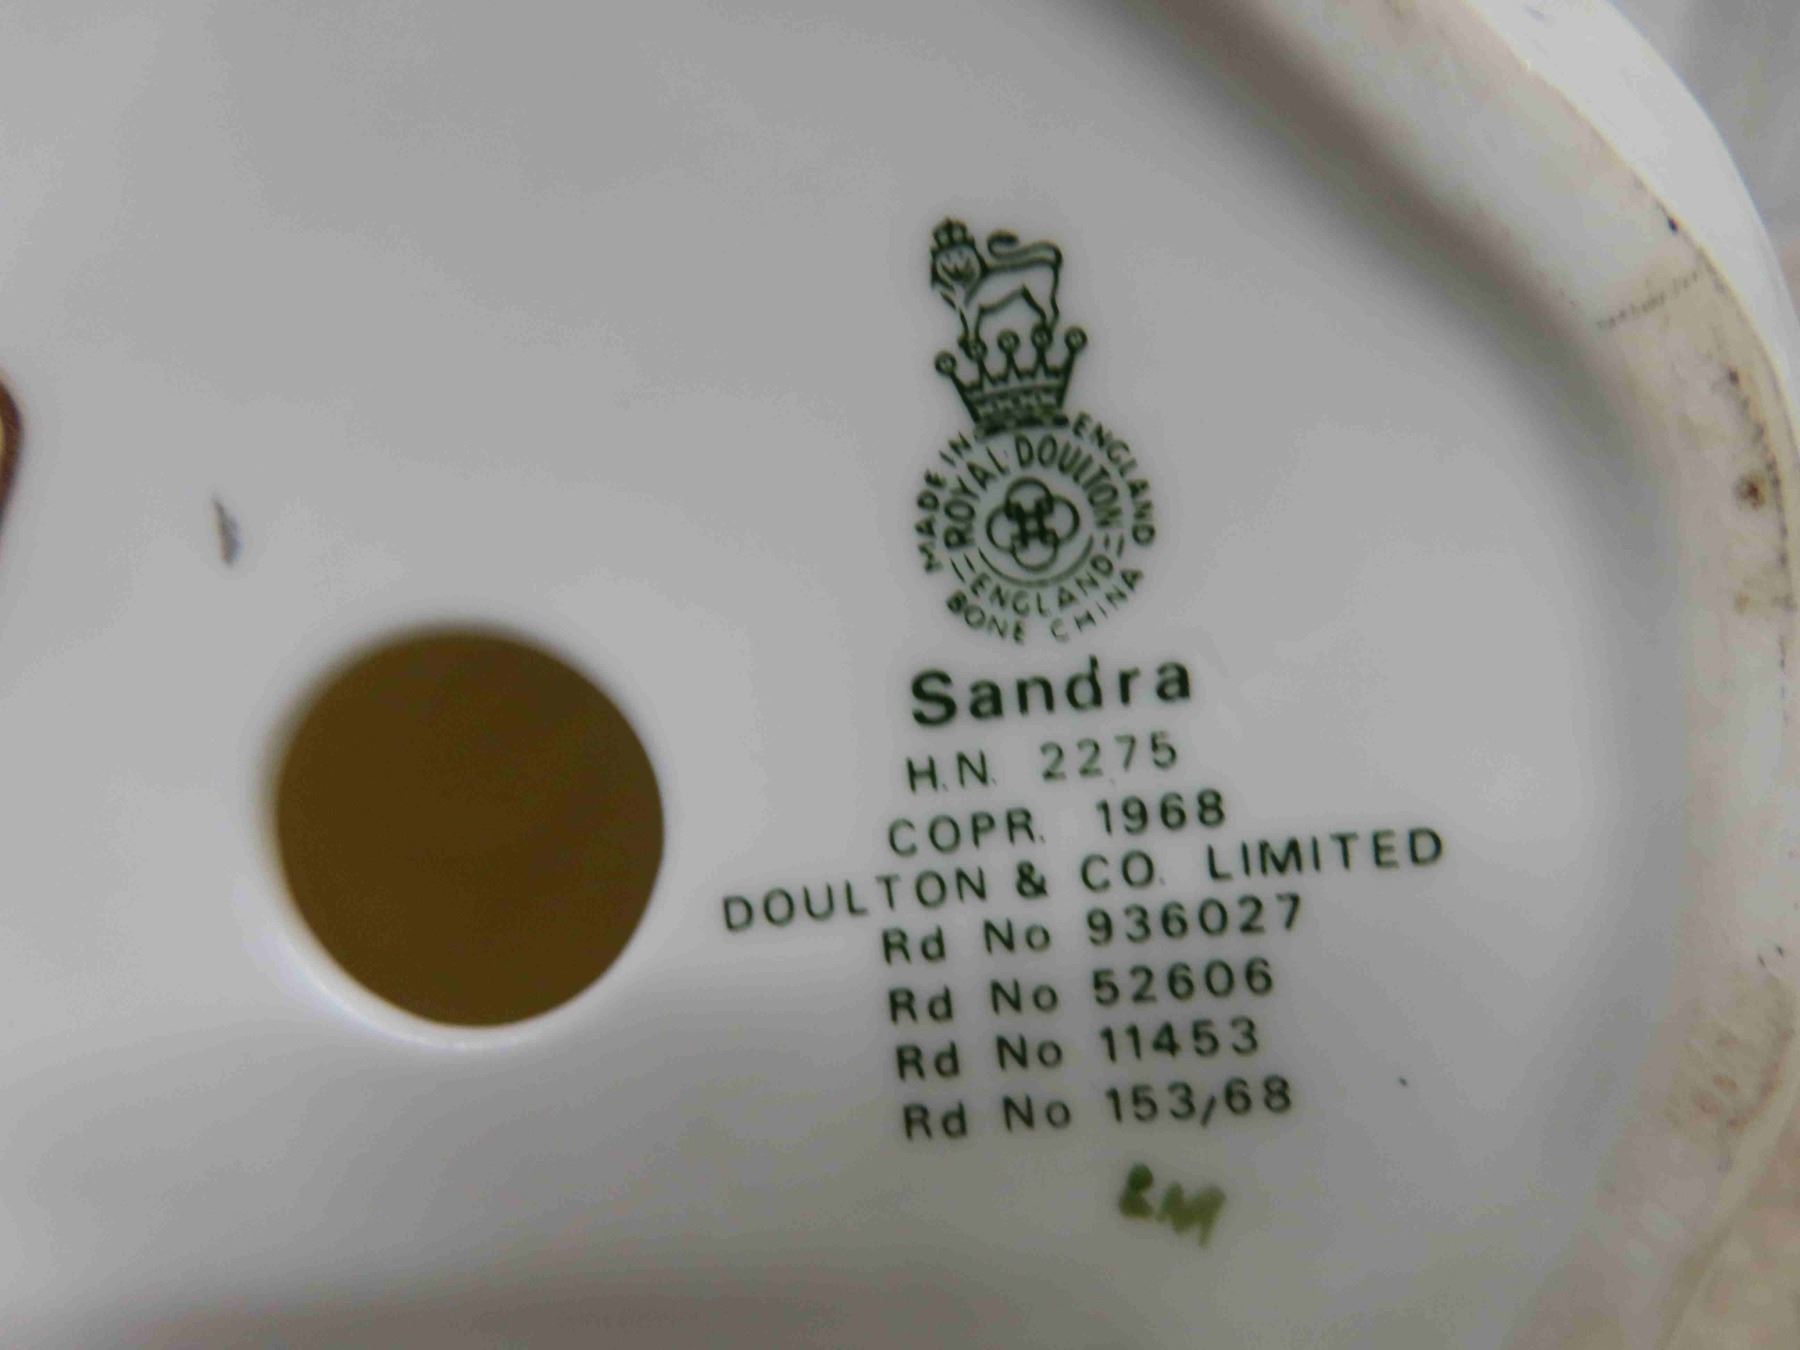 MADE IN ENGLAND
ROYAL DOULTON
ENGLAND
BONE CHINA
Sandra
H.N. 2275
COPR. 1968
DOULTON & CO. LIMITED
Rd No 936027
Rd No 52606
Rd No 11453
Rd No 153/68